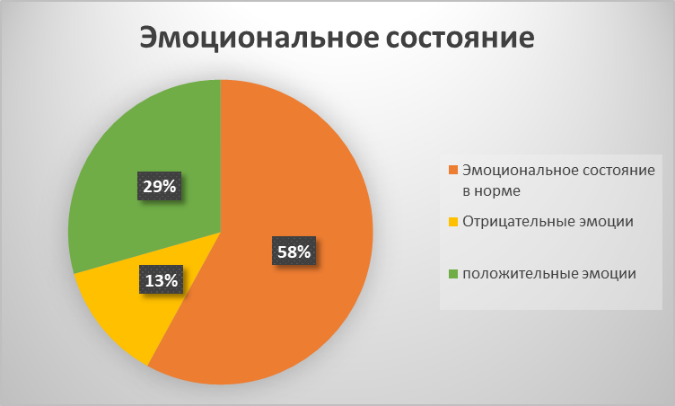 Эмоциональное состояние
29%
58%
13%
Эмоциональное состояние
в норме
Отрицательные эмоции
положительные эмоции